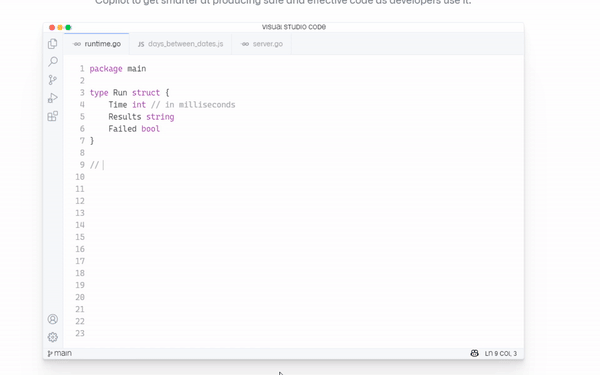 Copilot to get smarter at producing safe and effective code as developers use it.
VISUAL STUDIO CODE
runtime.go JS days_between_dates.js server.go
1 package main
2
3 type Run struct {
4 Time int // in milliseconds
5 Results string
6 Failed bool
7 }
8
9 //
10
11
12
13
14
15
16
17
18
19
20
21
22
23
main LN 9 COL 3